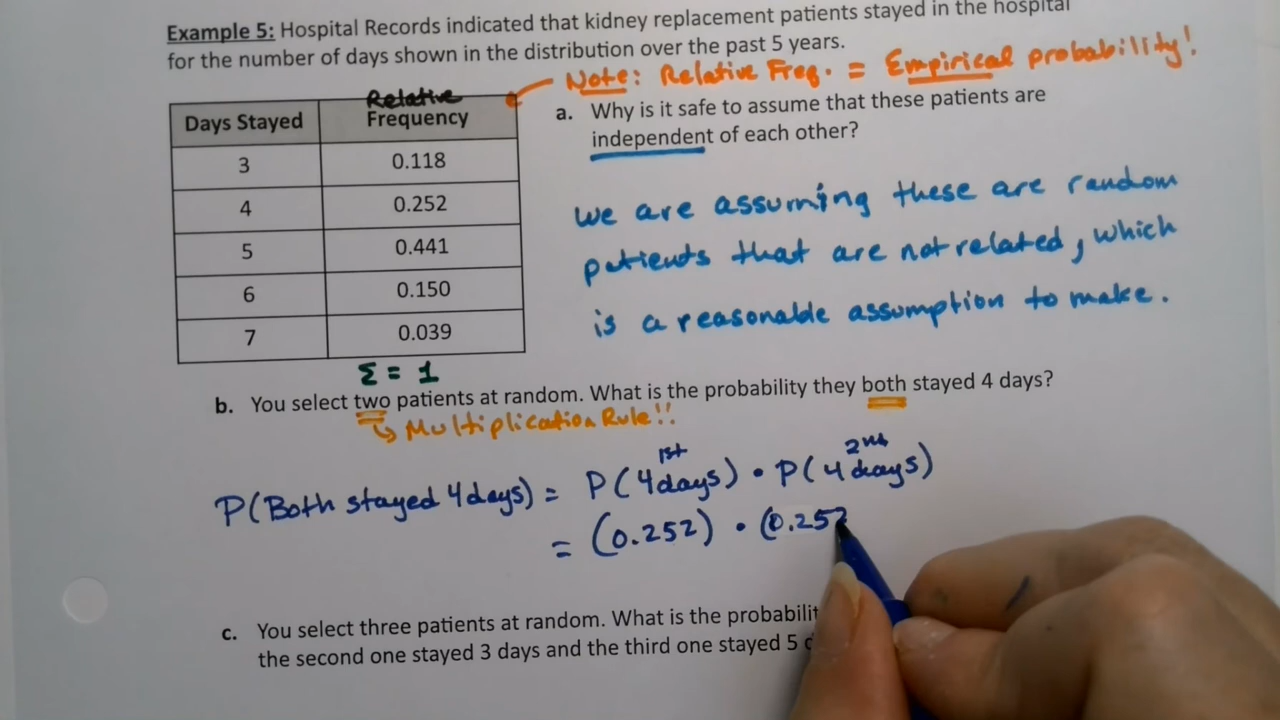 Example 5: Hospital Records indicated that kidney replacement patients stayed in the hospital
for the number of days shown in the distribution over the past 5 years.
Note: Relative Freq. = Empirical probability!
Days Stayed Relative Frequency
3 0.118
4 0.252
5 0.441
6 0.150
7 0.039
Σ = 1
a. Why is it safe to assume that these patients are
independent of each other?
We are assuming these are random
patients that are not related, which
is a reasonable assumption to make.
b. You select two patients at random. What is the probability they both stayed 4 days?
↳ Multiplication Rule!!
1st 2nd
P(Both stayed 4 days) = P(4 days) • P(4 days)
= (0.252) • (0.252
c. You select three patients at random. What is the
the second one stayed 3 days and the third one stayed 5